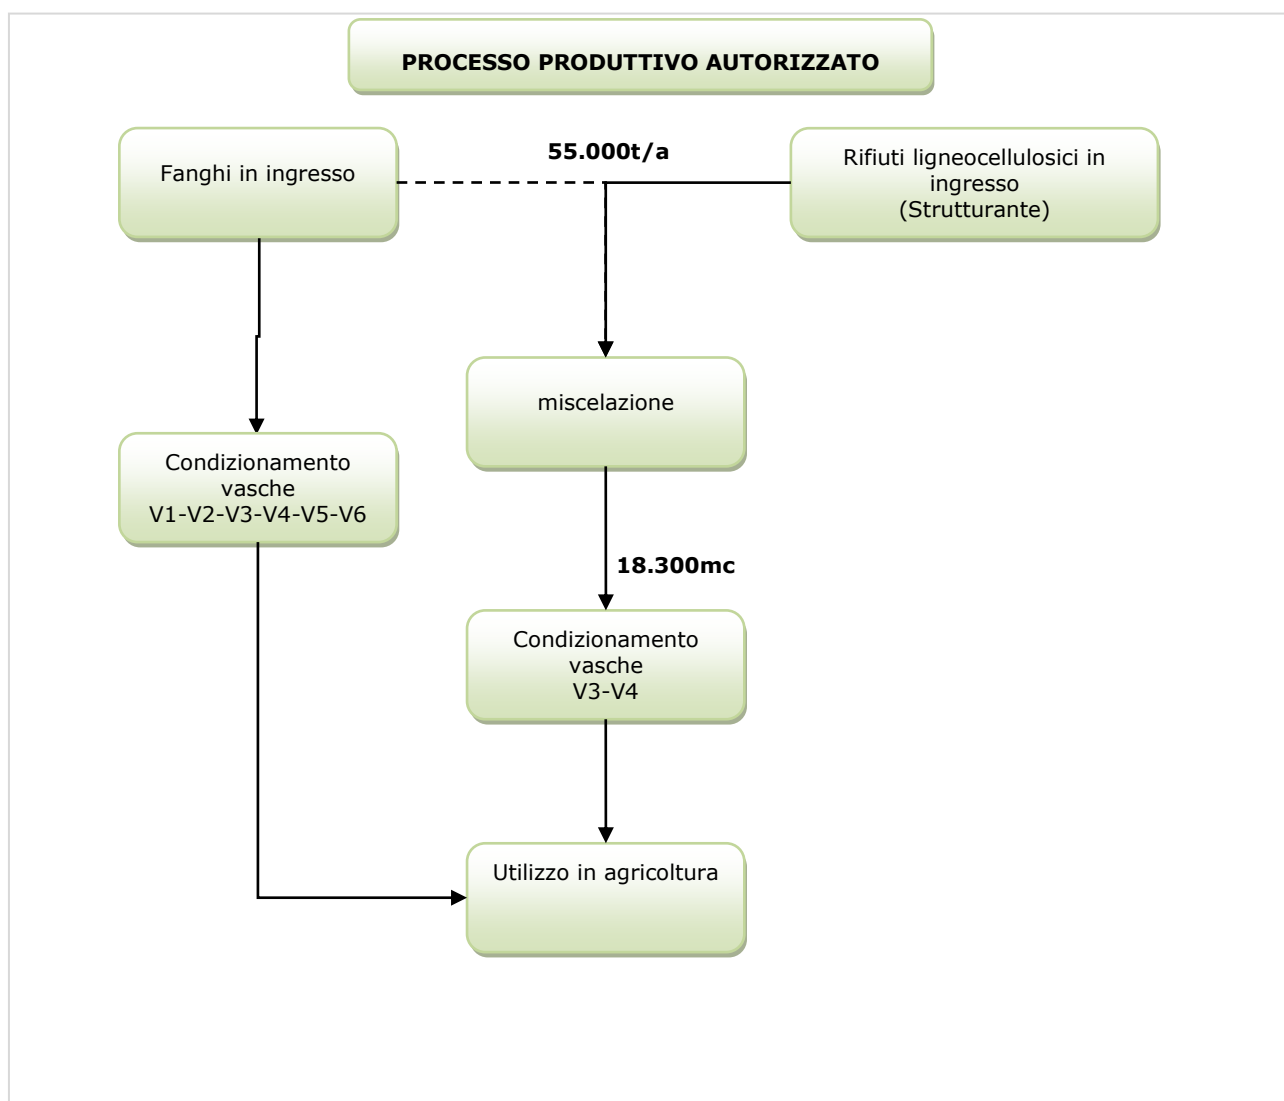 PROCESSO PRODUTTIVO AUTORIZZATO
Fanghi in ingresso
55.000t/a
Rifiuti ligneocellulosici in
ingresso
(Strutturante)
miscelazione
Condizionamento
vasche
V1-V2-V3-V4-V5-V6
18.300mc
Condizionamento
vasche
V3-V4
Utilizzo in agricoltura